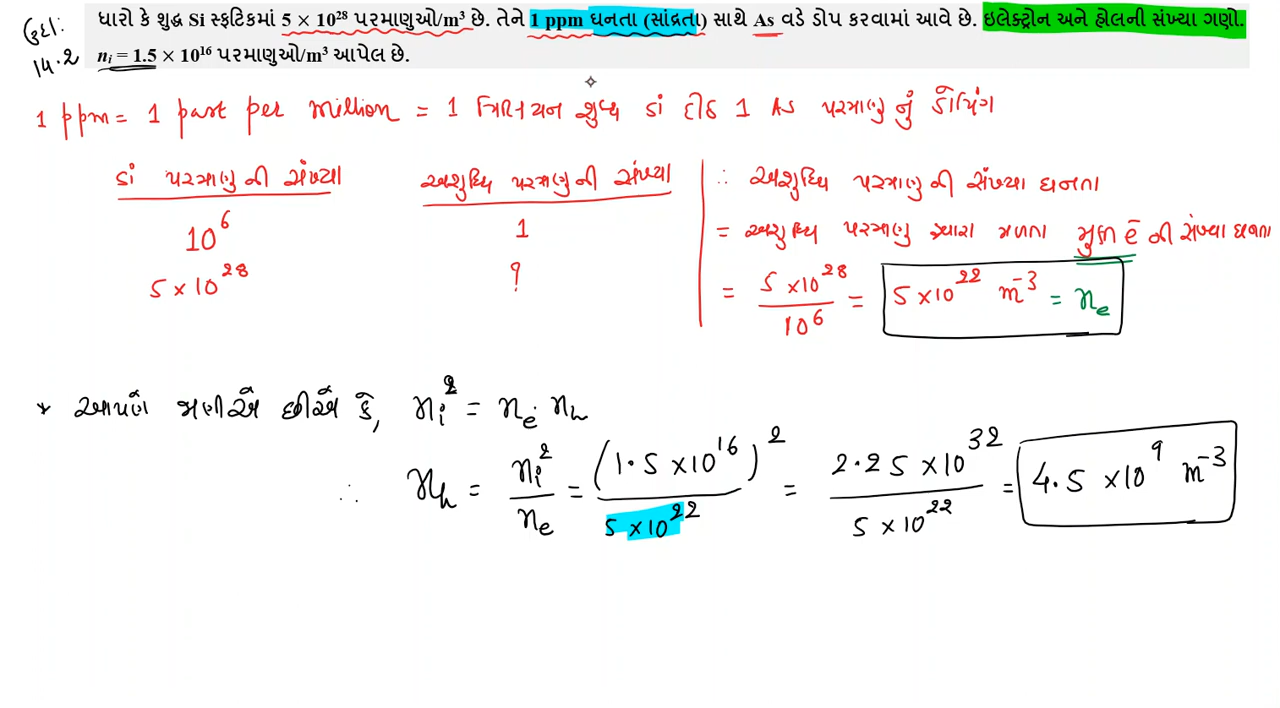 ઉદા. 14.2
ધારો કે શુદ્ધ Si સ્ફટિકમાં 5 × 10²⁸ પરમાણુઓ/m³ છે. તેને 1 ppm ઘનતા (સાંદ્રતા) સાથે As વડે ડોપ કરવામાં આવે છે. ઇલેક્ટ્રોન અને હોલની સંખ્યા ગણો.
nᵢ = 1.5 × 10¹⁶ પરમાણુઓ/m³ આપેલ છે.
1 ppm = 1 part per million = 1 મિલિયન શુધ્ધ Si દીઠ 1 As પરમાણુ નું ડોપિંગ
Si પરમાણુ ની સંખ્યા
10⁶
5 × 10²⁸
અશુધ્ધિ પરમાણુ ની સંખ્યા
1
?
∴ અશુધ્ધિ પરમાણુ ની સંખ્યા ઘનતા
= અશુધ્ધિ પરમાણુ દ્વારા મળતા મુક્ત ē ની સંખ્યા ઘનતા
= 5 × 10²⁸ / 10⁶ = 5 × 10²² m⁻³ = nₑ
* આપણે જાણીએ છીએ કે, nᵢ² = nₑ nₕ
∴ nₕ = nᵢ² / nₑ = (1.5 × 10¹⁶)² / 5 × 10²² = 2.25 × 10³² / 5 × 10²² = 4.5 × 10⁹ m⁻³